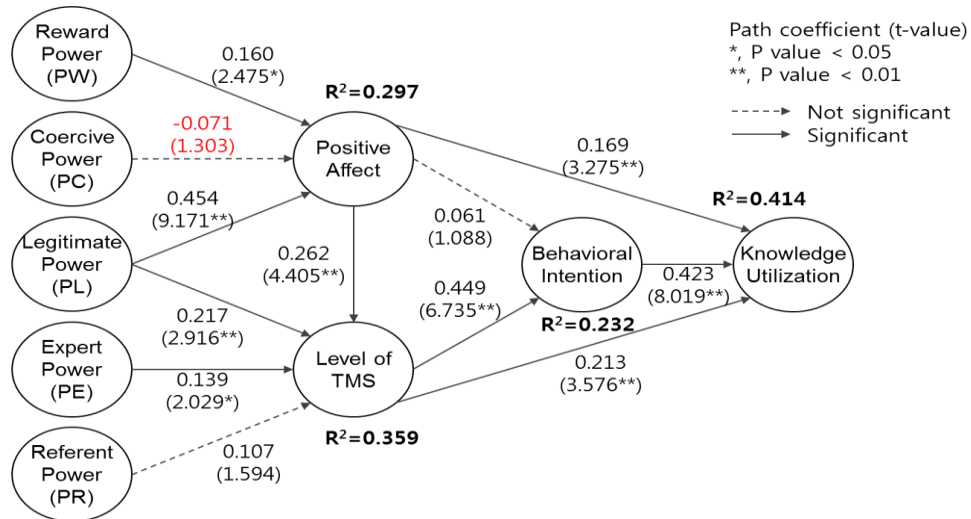 Reward
Power
(PW)
0.160
(2.475*)
R²=0.297
Path coefficient (t-value)
*, P value < 0.05
**, P value < 0.01
Not significant
Significant
Coercive
Power
(PC)
-0.071
(1.303)
Positive
Affect
0.169
(3.275**)
R²=0.414
0.454
(9.171**)
0.061
(1.088)
Legitimate
Power
(PL)
0.262
(4.405**)
Behavioral
Intention
R²=0.232
0.423
(8.019**)
Knowledge
Utilization
0.449
(6.735**)
0.217
(2.916**)
Expert
Power
(PE)
0.139
(2.029*)
Level of
TMS
0.213
(3.576**)
R²=0.359
Referent
Power
(PR)
0.107
(1.594)